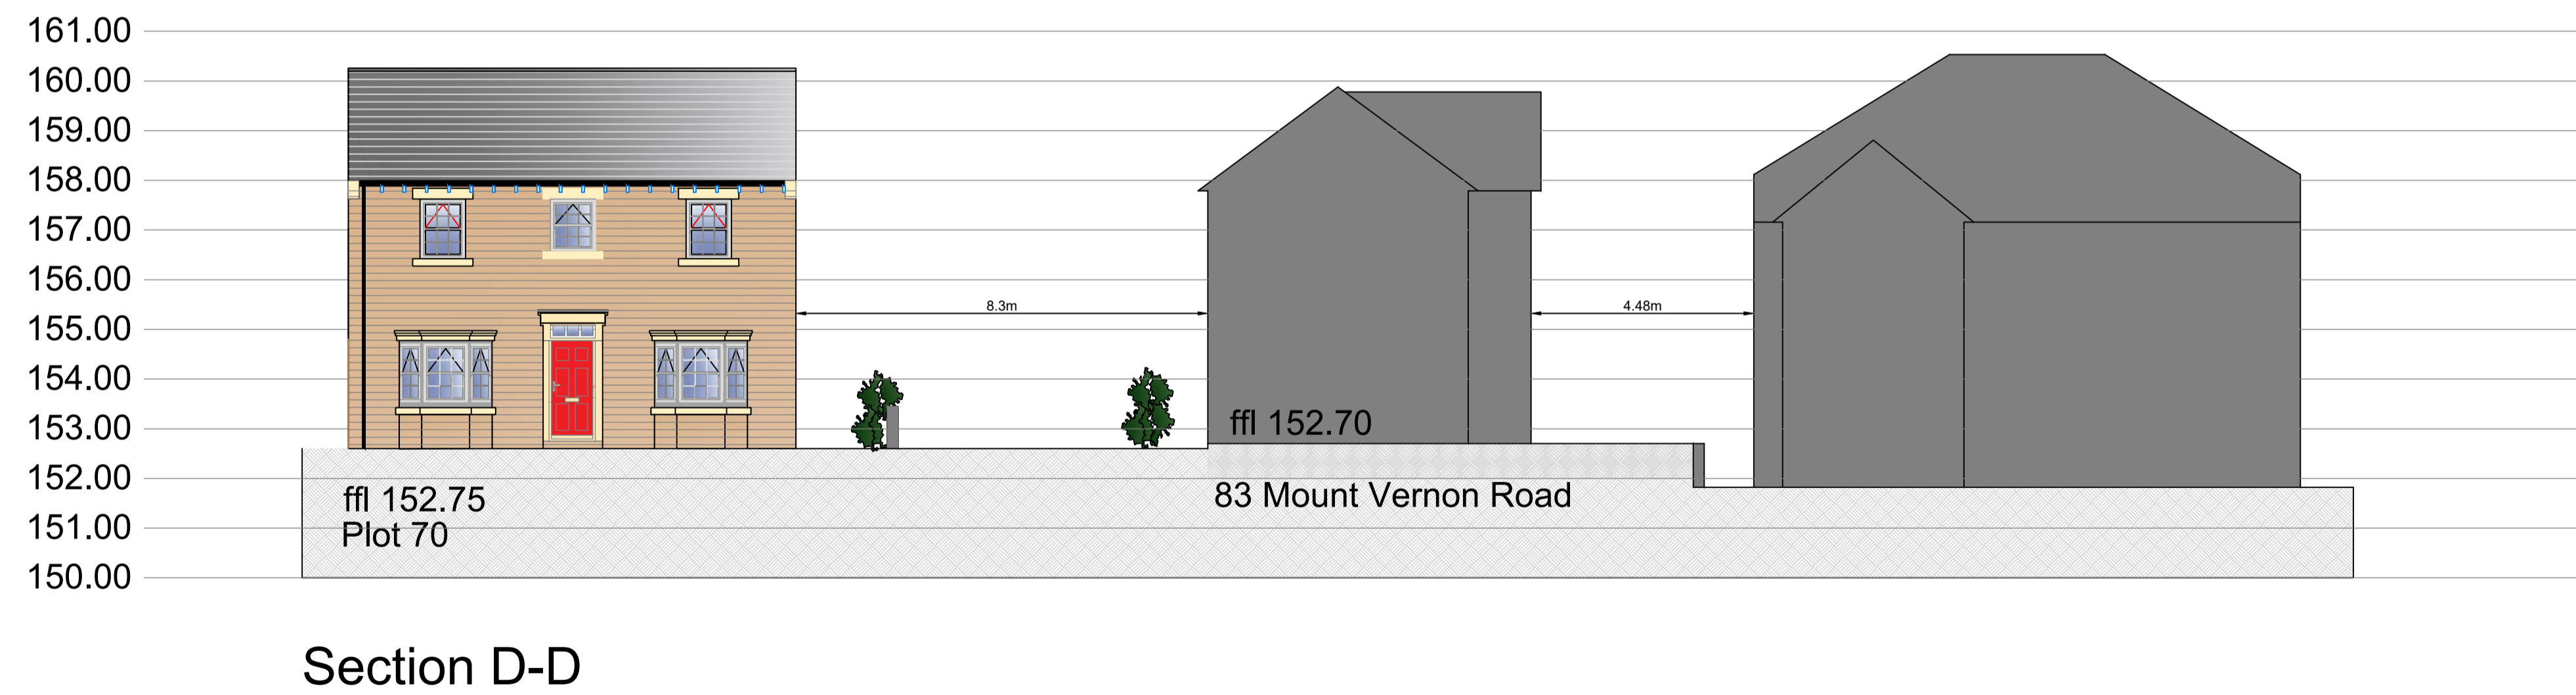 161.00
160.00
159.00
158.00
157.00
156.00
155.00
154.00
153.00
152.00
151.00
150.00
8.3m
4.48m
ffl 152.70
83 Mount Vernon Road
ffl 152.75
Plot 70
Section D-D